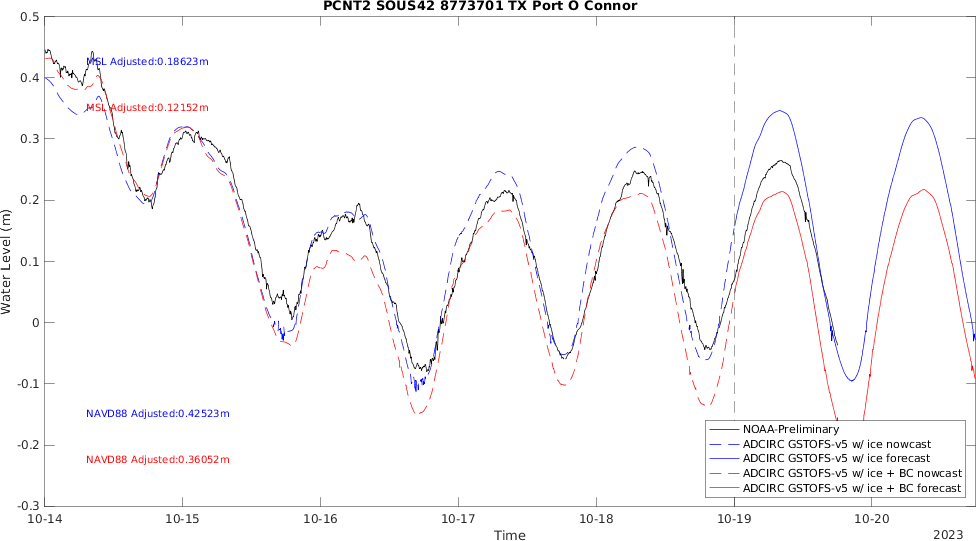 PCNT2 SOUS42 8773701 TX Port O Connor
0.5
0.4
0.3
0.2
0.1
0
-0.1
-0.2
-0.3
Water Level (m)
MSL Adjusted:0.18623m
MSL Adjusted:0.12152m
NAVD88 Adjusted:0.42523m
NAVD88 Adjusted:0.36052m
NOAA-Preliminary
ADCIRC GSTOFS-v5 w/ ice nowcast
ADCIRC GSTOFS-v5 w/ ice forecast
ADCIRC GSTOFS-v5 w/ ice + BC nowcast
ADCIRC GSTOFS-v5 w/ ice + BC forecast
10-14 10-15 10-16 10-17 10-18 10-19 10-20
Time
2023